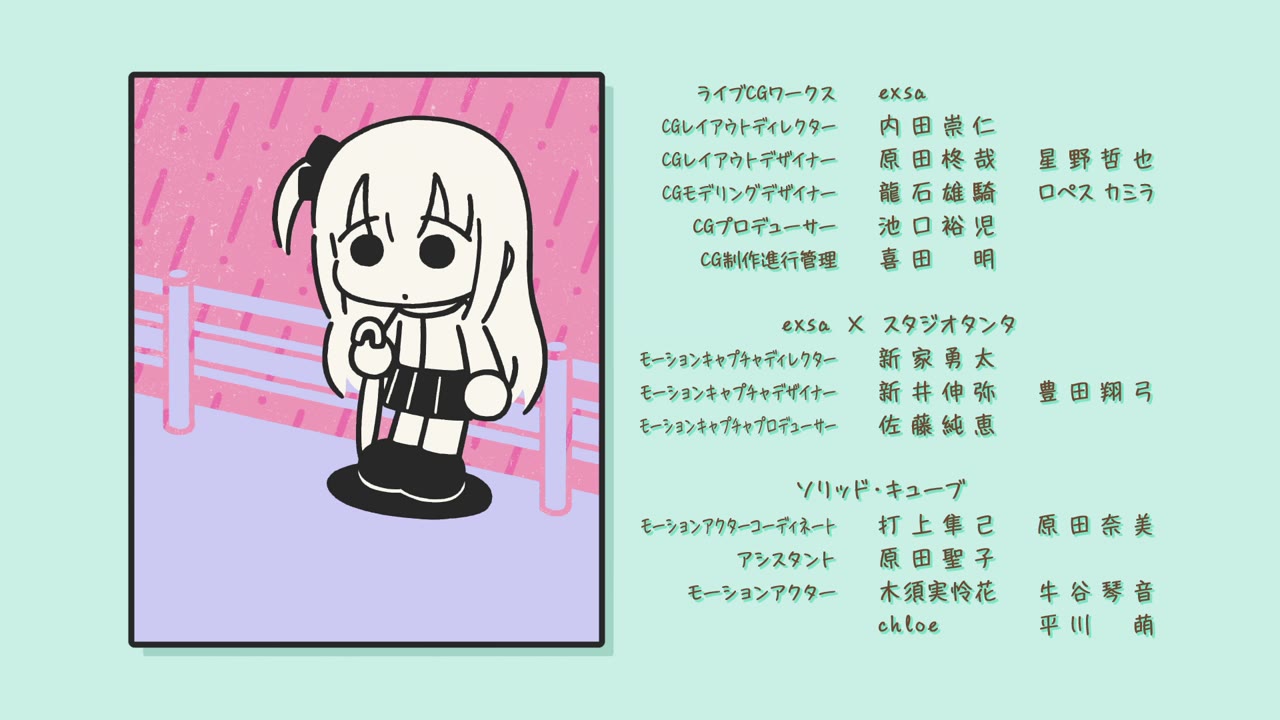 ライブCGワークス exsa
CGレイアウトディレクター 内田崇仁
CGレイアウトデザイナー 原田柊哉 星野哲也
CGモデリングデザイナー 龍石雄騎 ロペス カミラ
CGプロデューサー 池口裕児
CG制作進行管理 喜田 明
exsa × スタジオタンタ
モーションキャプチャディレクター 新家勇太
モーションキャプチャデザイナー 新井伸弥 豊田翔弓
モーションキャプチャプロデューサー 佐藤純恵
ソリッド・キューブ
モーションアクターコーディネート 打上隼己 原田奈美
アシスタント 原田聖子
モーションアクター 木須実怜花 牛谷琴音
chloe 平川 萌